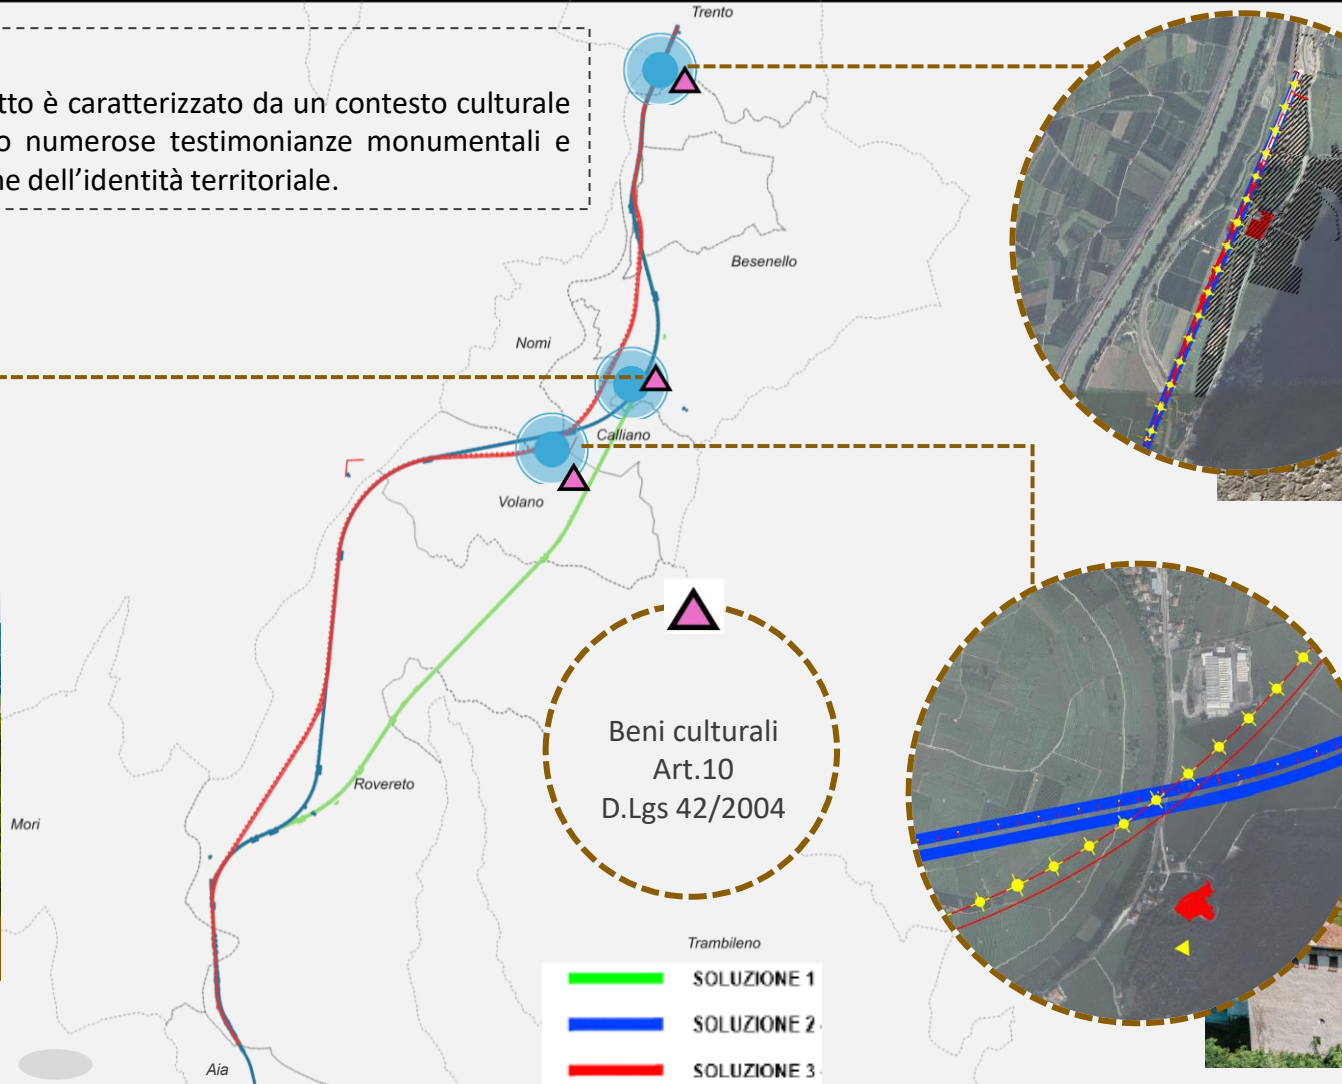 Trento
tto è caratterizzato da un contesto culturale
o numerose testimonianze monumentali e
ne dell’identità territoriale.
Besenello
Nomi
Calliano
Volano
Rovereto
Mori
Beni culturali
Art.10
D.Lgs 42/2004
Trambileno
SOLUZIONE 1
SOLUZIONE 2
SOLUZIONE 3
Aia